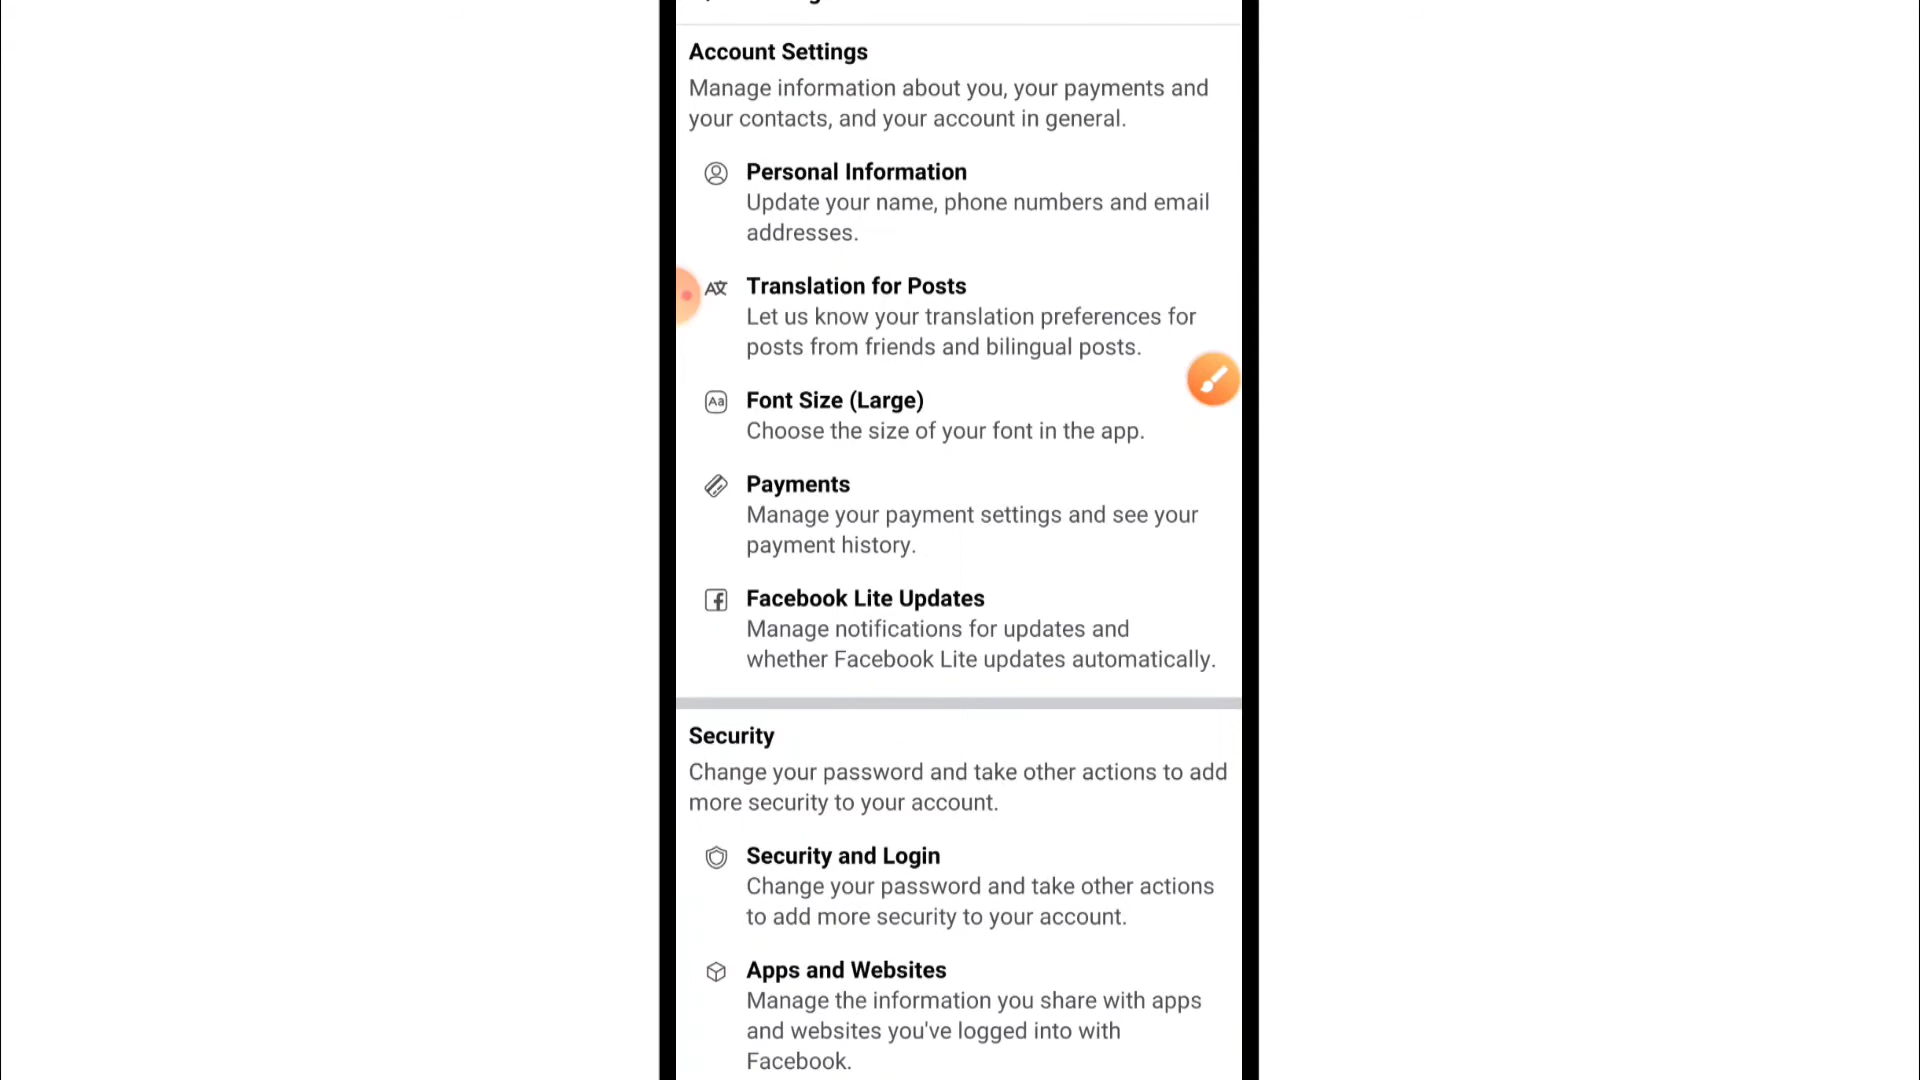 Account Settings
Manage information about you, your payments and
your contacts, and your account in general.
Personal Information
Update your name, phone numbers and email
addresses.
Translation for Posts
Let us know your translation preferences for
posts from friends and bilingual posts.
Aa
Font Size (Large)
Choose the size of your font in the app.
Payments
Manage your payment settings and see your
payment history.
Facebook Lite Updates
Manage notifications for updates and
whether Facebook Lite updates automatically.
Security
Change your password and take other actions to add
more security to your account.
Security and Login
Change your password and take other actions
to add more security to your account.
Apps and Websites
Manage the information you share with apps
and websites you've logged into with
Facebook.